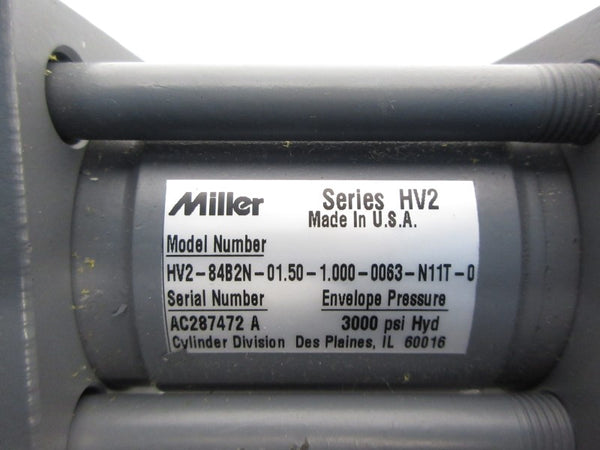 Miller Series HV2
Made In U.S.A.
Model Number
HV2-84B2N-01.50-1.000-0063-N11T-0
Serial Number Envelope Pressure
AC287472 A 3000 psi Hyd
Cylinder Division Des Plaines, IL 60016